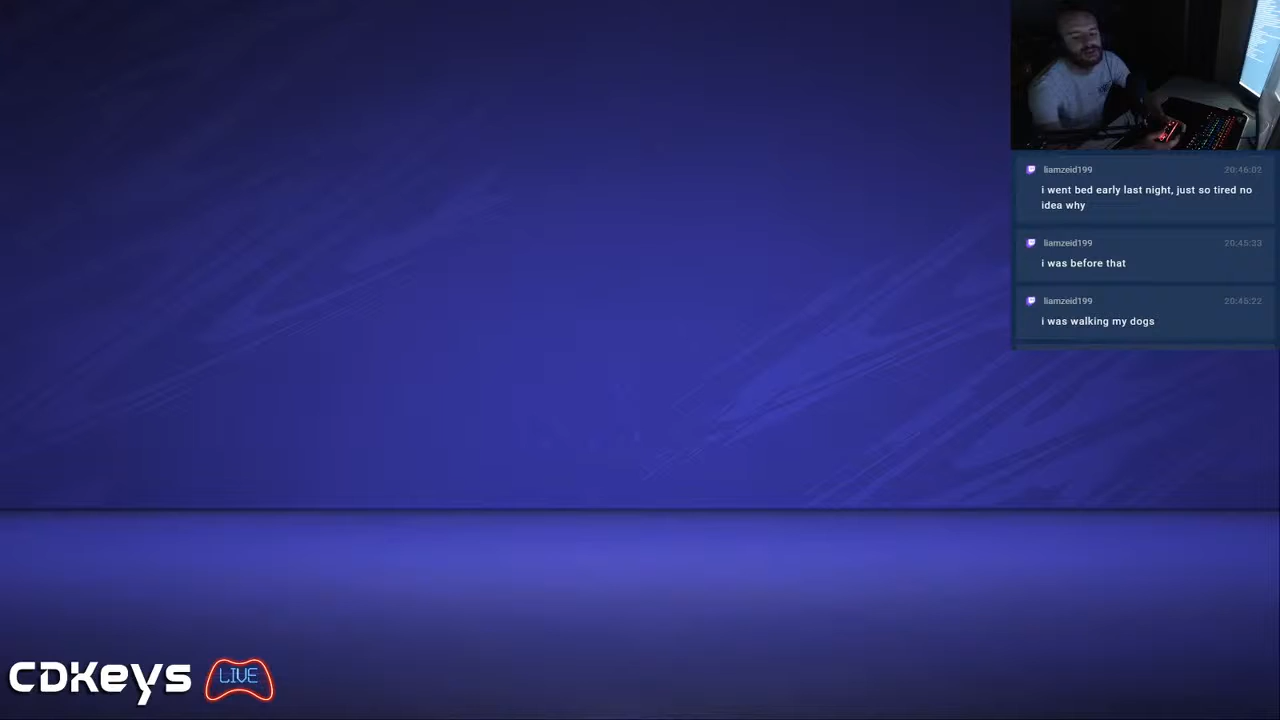 liamzeid199 20:46:02
i went bed early last night, just so tired no
idea why
liamzeid199 20:45:33
i was before that
liamzeid199 20:45:22
i was walking my dogs
CDKeys LIVE